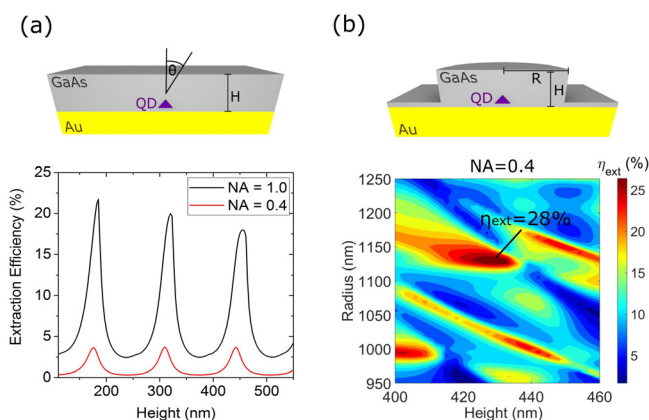 (a)
θ
GaAs
H
QD
Au
25
20
15
10
5
0
Extraction Efficiency (%)
NA = 1.0
NA = 0.4
200 300 400 500
Height (nm)
(b)
GaAs
R
H
QD
Au
NA=0.4
ηext (%)
ηext=28%
1250
1200
1150
1100
1050
1000
950
Radius (nm)
400 420 440 460
Height (nm)
25
20
15
10
5